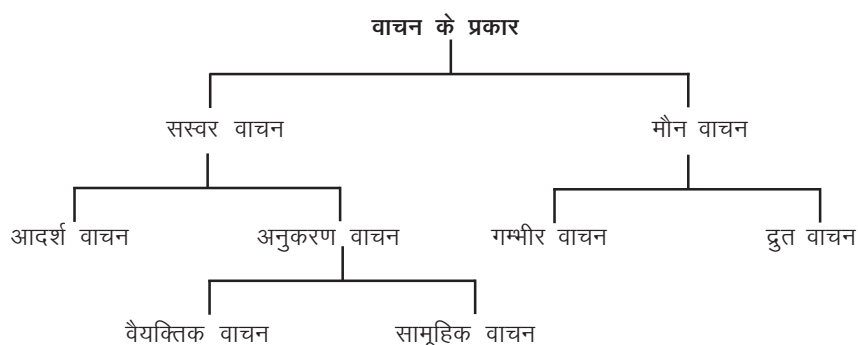 वाचन के प्रकार
सस्वर वाचन मौन वाचन
आदर्श वाचन अनुकरण वाचन गम्भीर वाचन द्रुत वाचन
वैयक्तिक वाचन सामूहिक वाचन